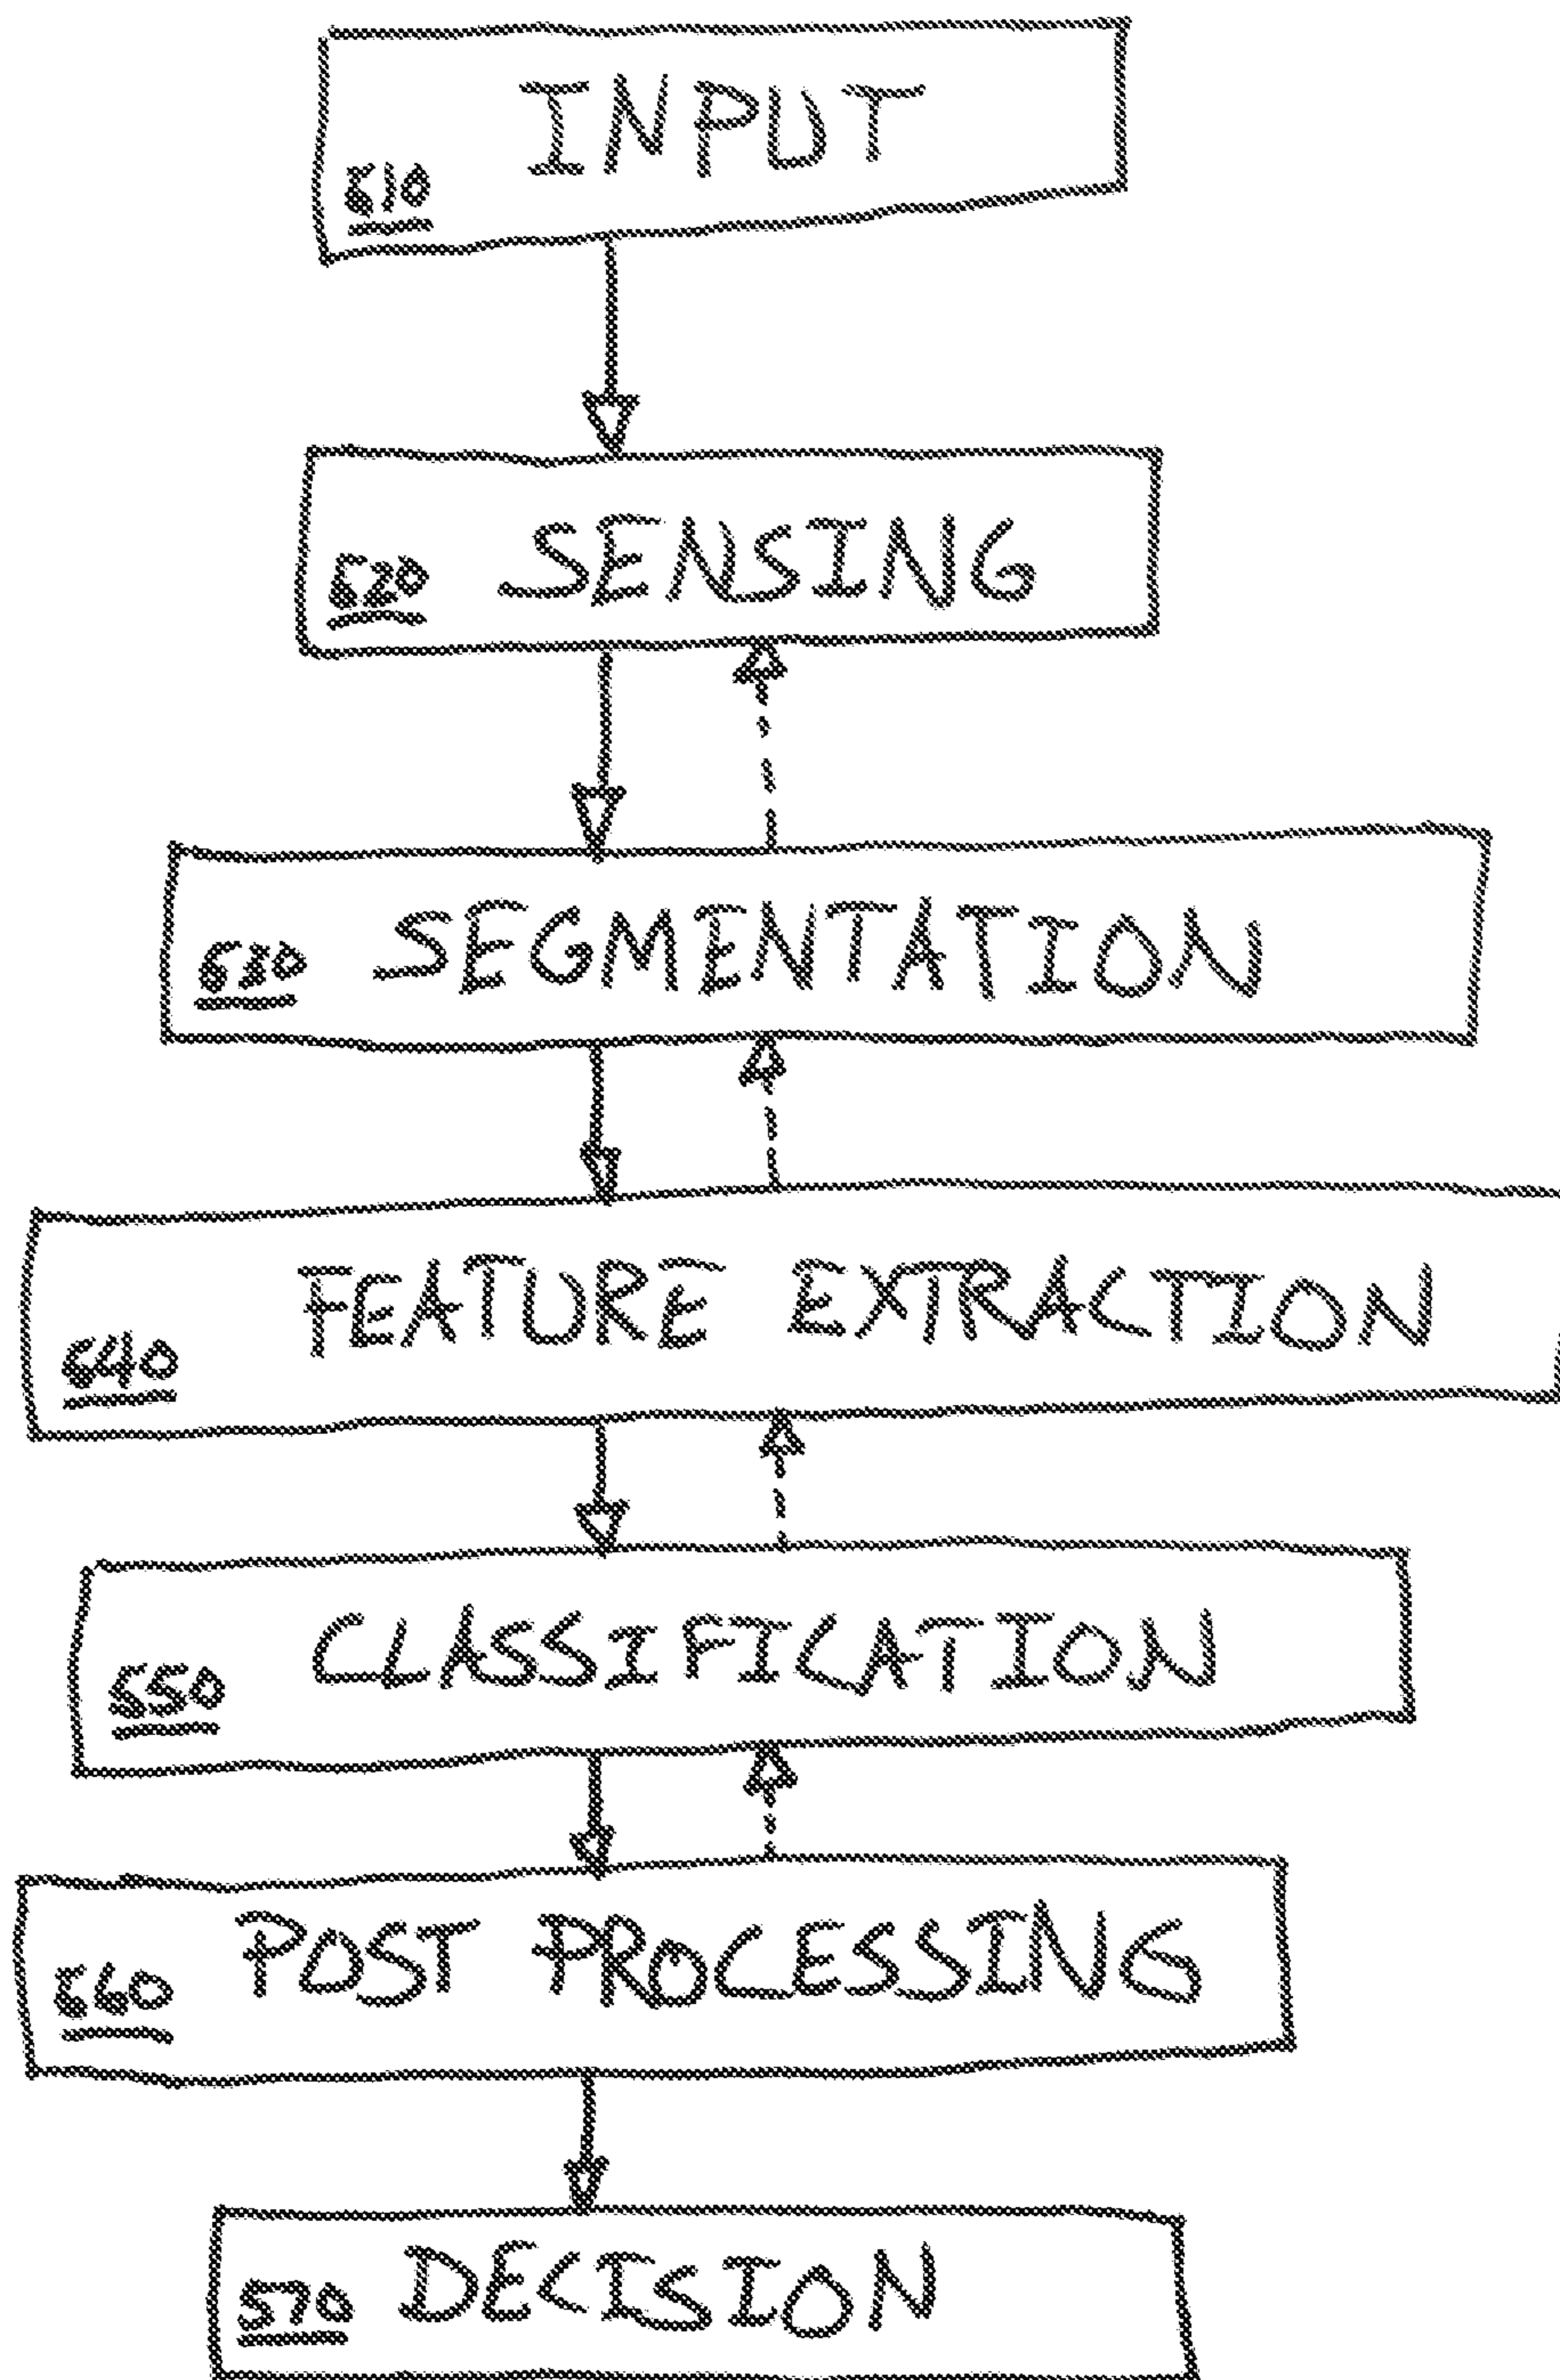 INPUT
510
SENSING
520
530 SEGMENTATION
FEATURE EXTRACTION
540
CLASSIFICATION
550
POST PROCESSING
560
570 DECISION